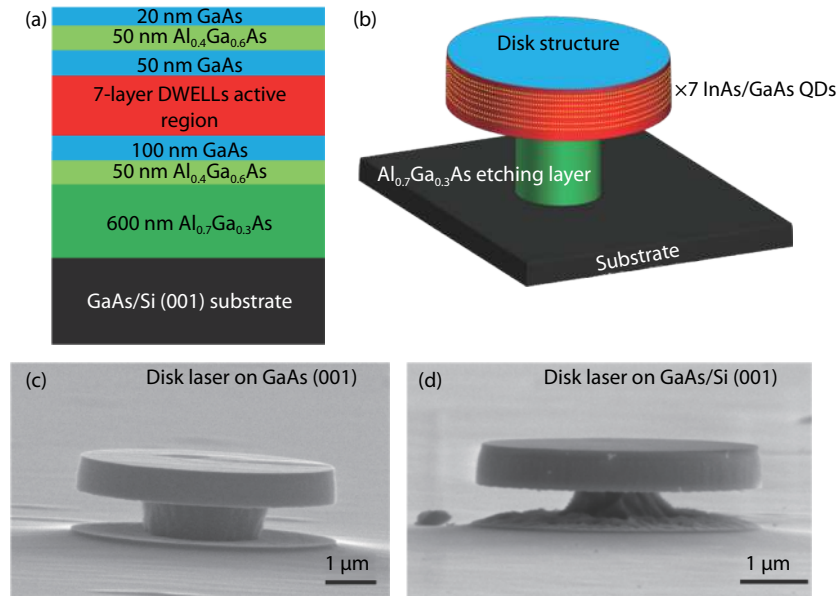 (a)
20 nm GaAs
50 nm Al0.4Ga0.6As
50 nm GaAs
7-layer DWELLs active
region
100 nm GaAs
50 nm Al0.4Ga0.6As
600 nm Al0.7Ga0.3As
GaAs/Si (001) substrate
(b)
Disk structure
×7 InAs/GaAs QDs
Al0.7Ga0.3As etching layer
Substrate
(c)
Disk laser on GaAs (001)
1 μm
(d)
Disk laser on GaAs/Si (001)
1 μm